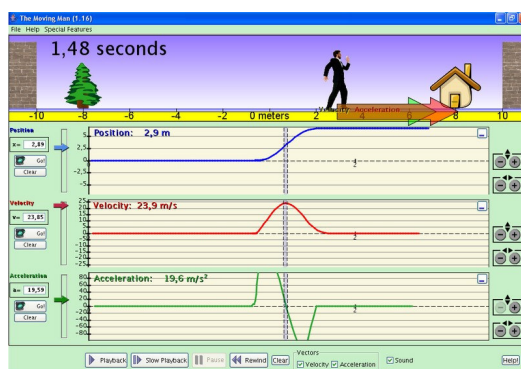 The Moving Man (1.16)
File Help Special Features
1,48 seconds
Velocity: Acceleration
-10 -8 -6 -4 -2 0 meters 2 4 6 8 10
Position
x= 2,89
Go!
Clear
Position: 2,9 m
5
2,5
0
-2,5
-5
2
Velocity
v= 23,85
Go!
Clear
Velocity: 23,9 m/s
25
20
15
10
5
0
-5
-10
-15
-20
-25
2
Acceleration
a= 19,59
Go!
Clear
Acceleration: 19,6 m/s²
80
60
40
20
0
-20
-40
-60
-80
2
Playback Slow Playback Pause Rewind Clear
Vectors
Velocity Acceleration
Sound
Help!